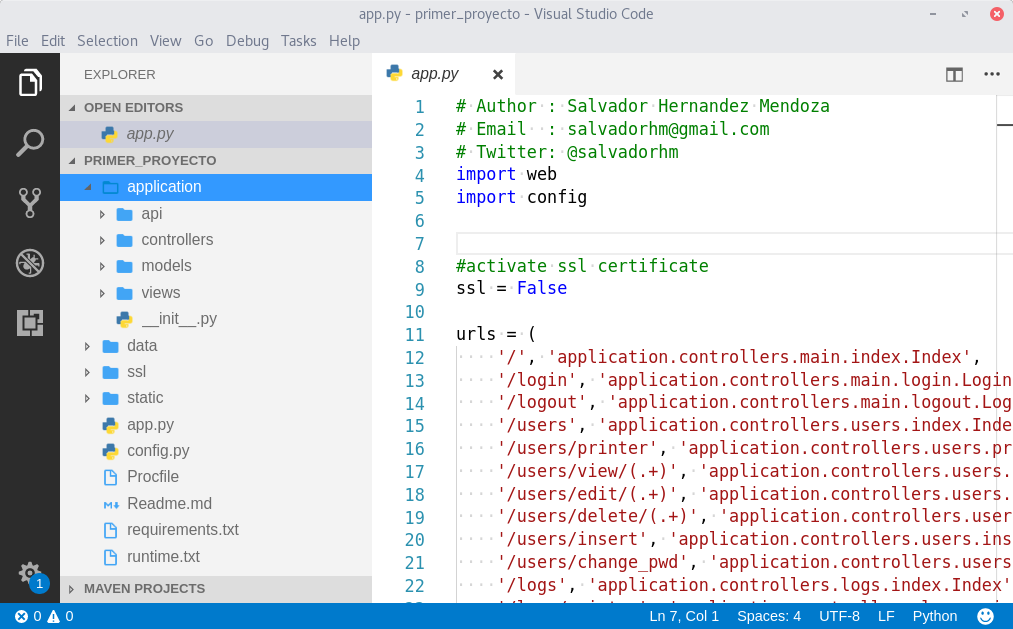 app.py - primer_proyecto - Visual Studio Code
File Edit Selection View Go Debug Tasks Help
EXPLORER
OPEN EDITORS
app.py
PRIMER_PROYECTO
application
api
controllers
models
views
__init__.py
data
ssl
static
app.py
config.py
Procfile
Readme.md
requirements.txt
runtime.txt
MAVEN PROJECTS
1
app.py
1 # Author : Salvador Hernandez Mendoza
2 # Email  : salvadorhm@gmail.com
3 # Twitter: @salvadorhm
4 import web
5 import config
6
7
8 #activate ssl certificate
9 ssl = False
10
11 urls = (
12     '/', 'application.controllers.main.index.Index',
13     '/login', 'application.controllers.main.login.Login
14     '/logout', 'application.controllers.main.logout.Log
15     '/users', 'application.controllers.users.index.Inde
16     '/users/printer', 'application.controllers.users.pr
17     '/users/view/(.+)', 'application.controllers.users.
18     '/users/edit/(.+)', 'application.controllers.users.
19     '/users/delete/(.+)', 'application.controllers.user
20     '/users/insert', 'application.controllers.users.ins
21     '/users/change_pwd', 'application.controllers.users
22     '/logs', 'application.controllers.logs.index.Index'
0 0 Ln 7, Col 1 Spaces: 4 UTF-8 LF Python